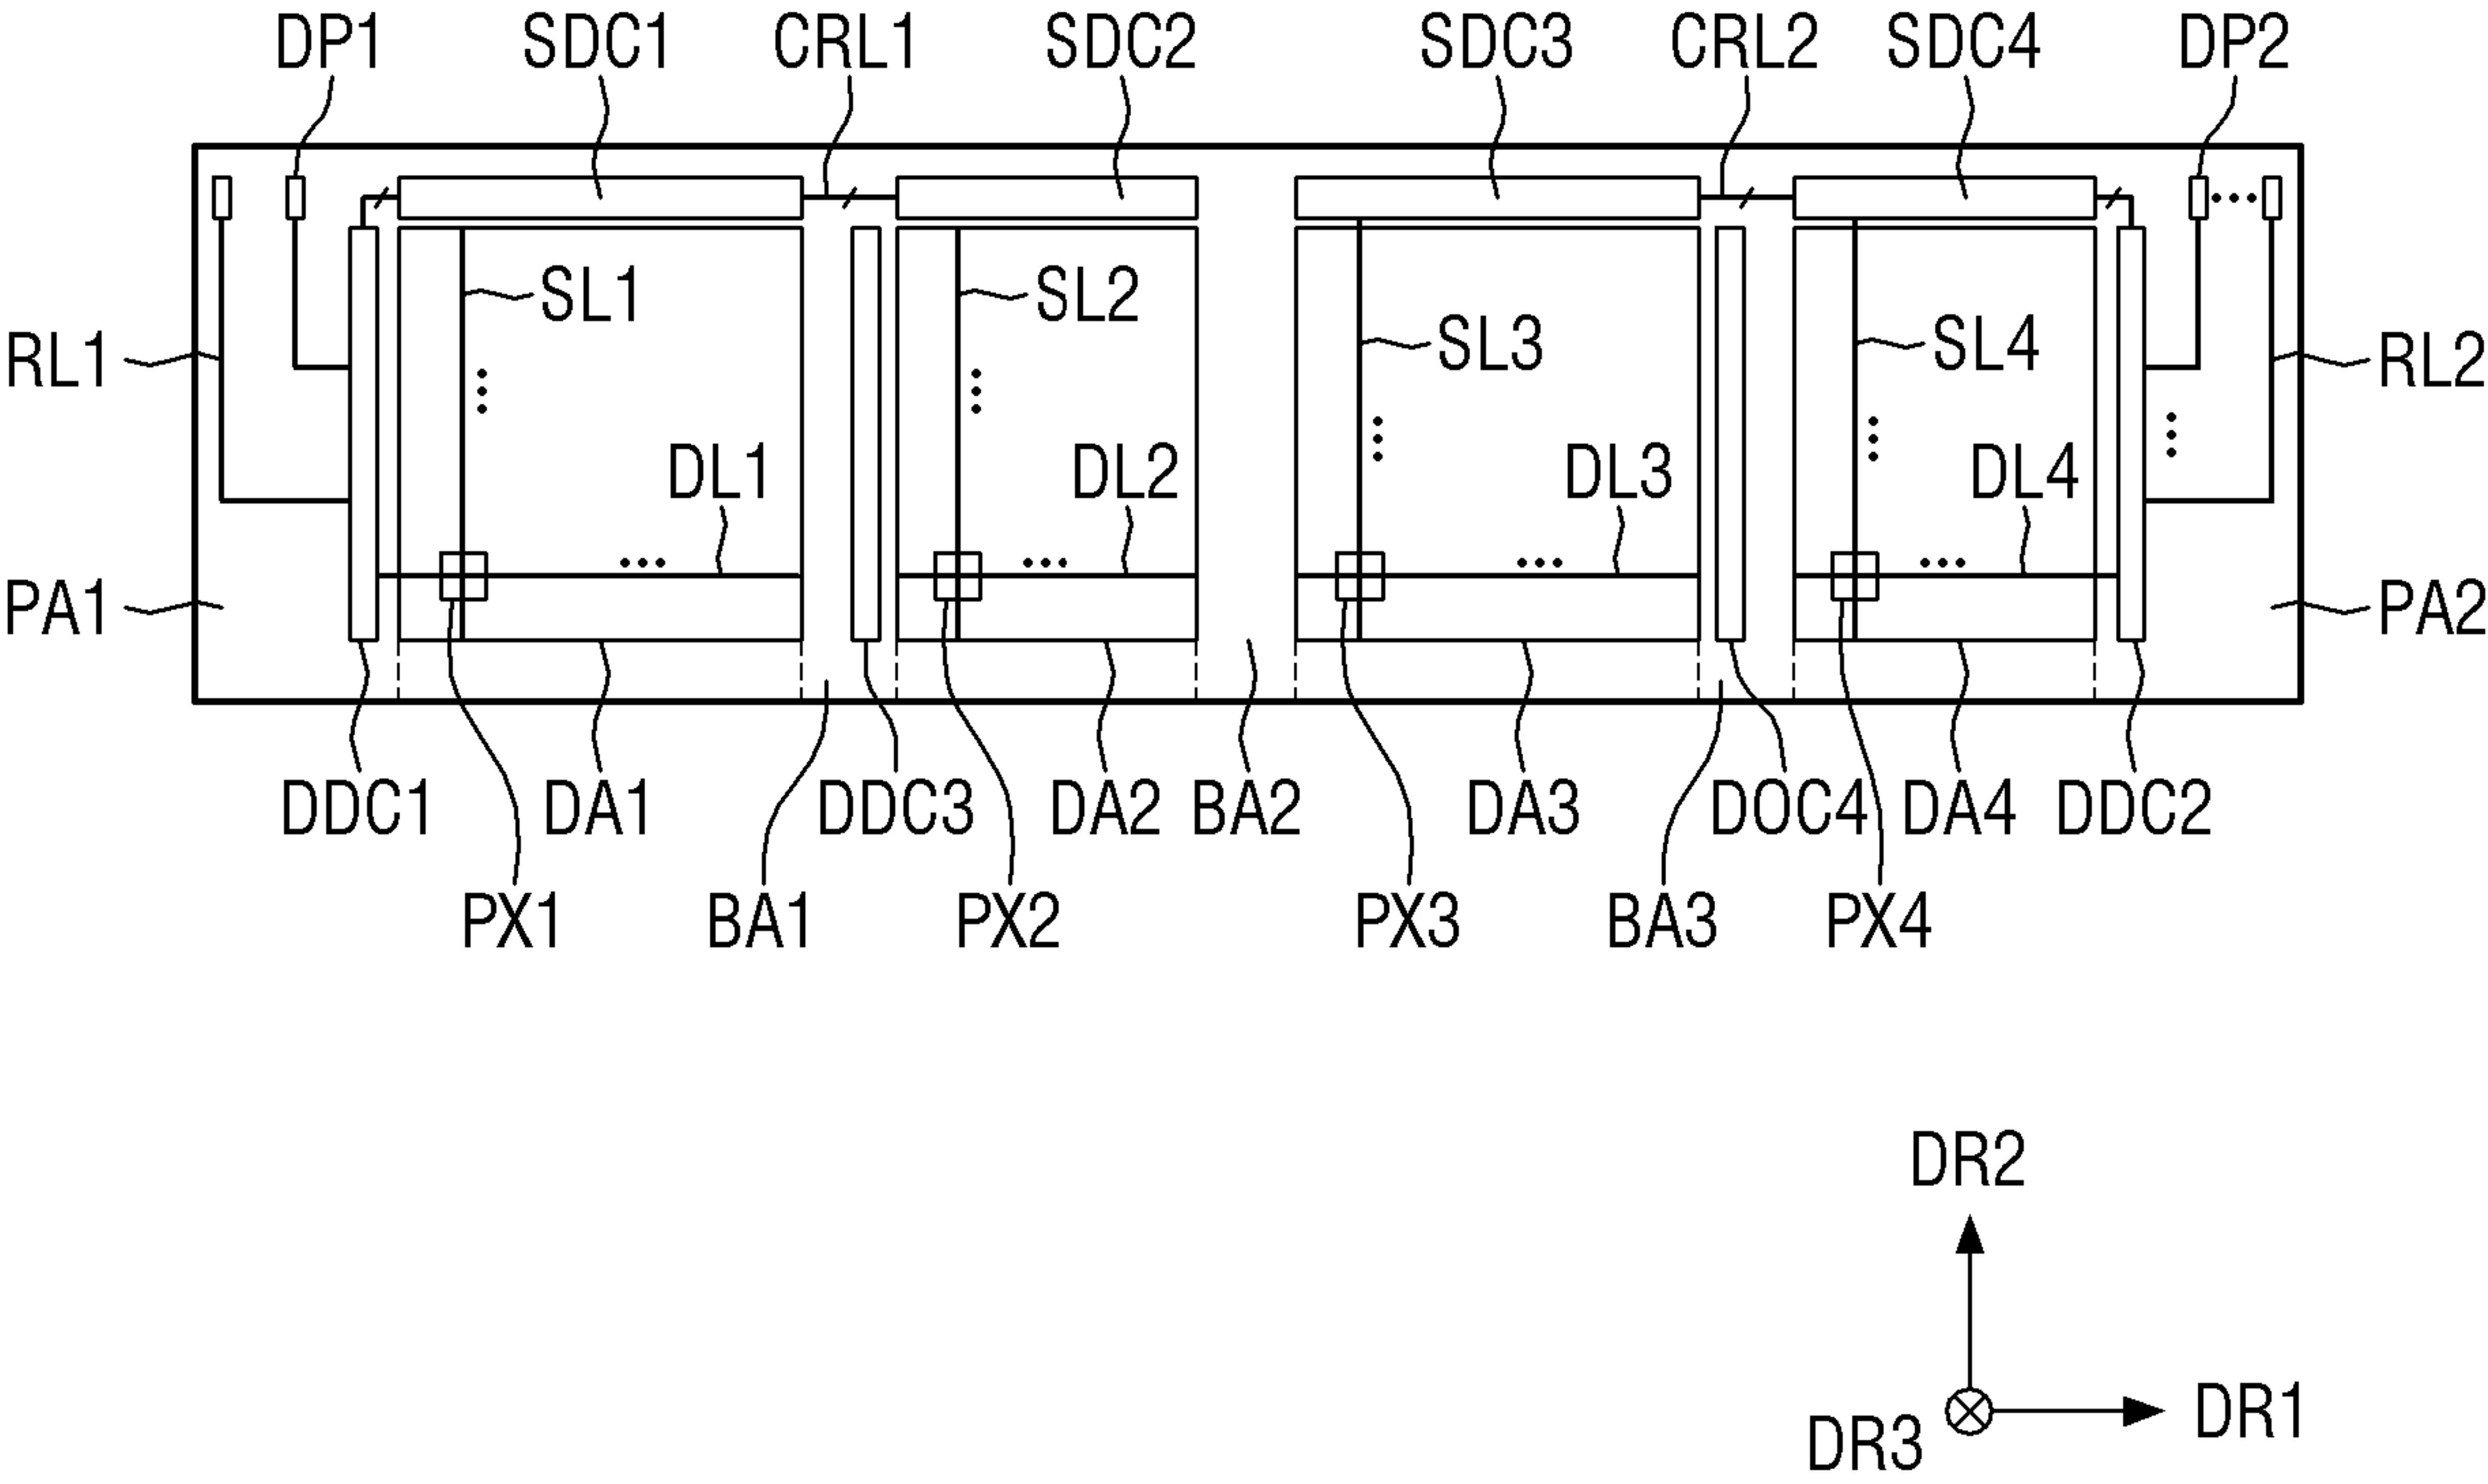 DP1 SDC1 CRL1 SDC2 SDC3 CRL2 SDC4 DP2
SL1 SL2
RL1 SL3 SL4 RL2
DL1 DL2 DL3 DL4
PA1 PA2
DDC1 DA1 DDC3 DA2 BA2 DA3 DOC4 DA4 DDC2
PX1 BA1 PX2 PX3 BA3 PX4
DR2
DR3 DR1